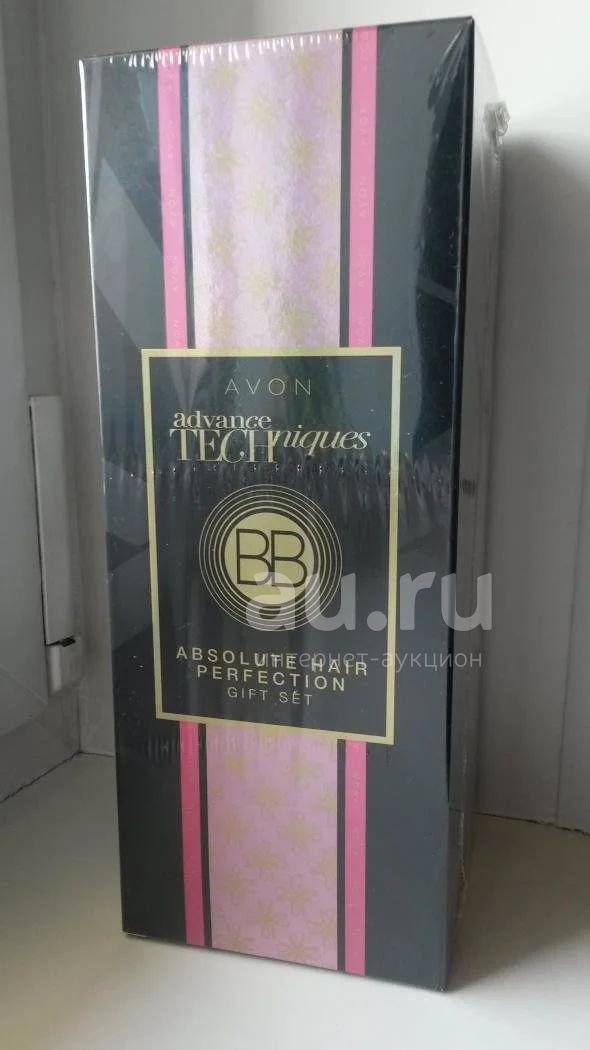 AVON
advance
TECHniques
BB
au.ru
интернет-аукцион
ABSOLUTE HAIR
PERFECTION
GIFT SET